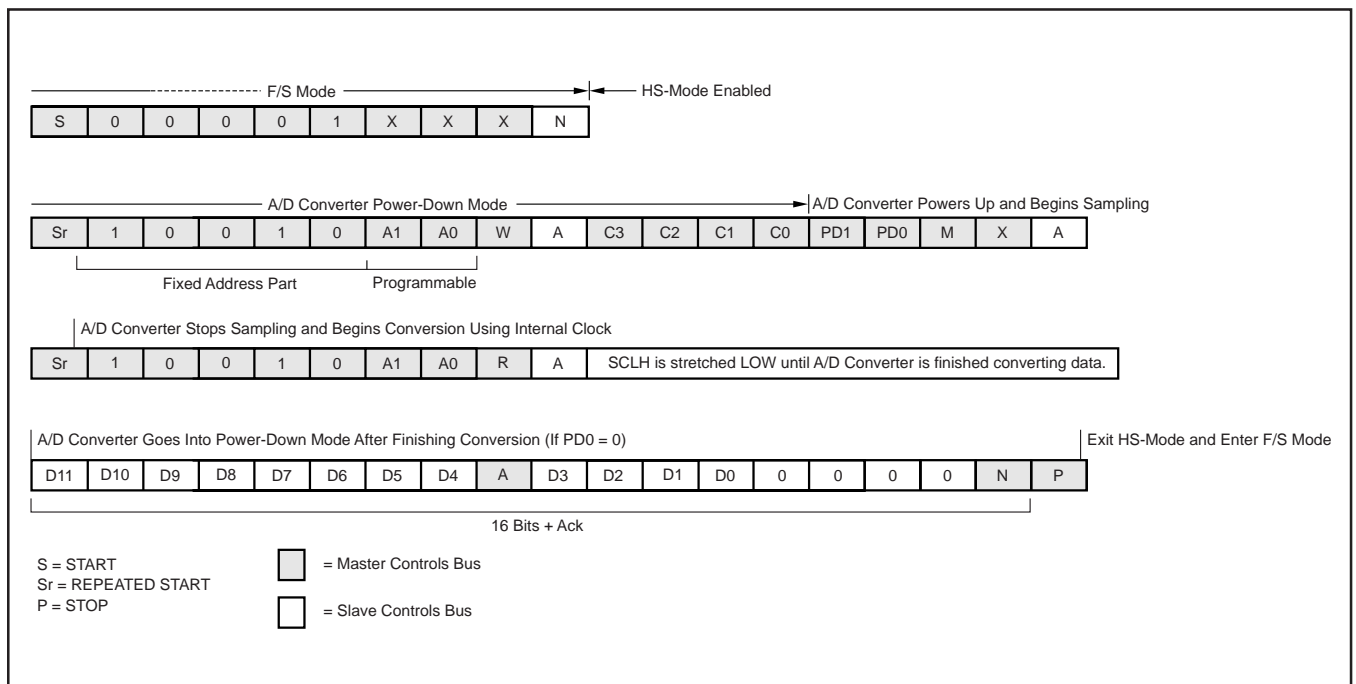 F/S Mode HS-Mode Enabled
S 0 0 0 0 1 X X X N
A/D Converter Power-Down Mode A/D Converter Powers Up and Begins Sampling
Sr 1 0 0 1 0 A1 A0 W A C3 C2 C1 C0 PD1 PD0 M X A
Fixed Address Part Programmable
A/D Converter Stops Sampling and Begins Conversion Using Internal Clock
Sr 1 0 0 1 0 A1 A0 R A SCLH is stretched LOW until A/D Converter is finished converting data.
A/D Converter Goes Into Power-Down Mode After Finishing Conversion (If PD0 = 0) Exit HS-Mode and Enter F/S Mode
D11 D10 D9 D8 D7 D6 D5 D4 A D3 D2 D1 D0 0 0 0 0 N P
16 Bits + Ack
S = START
Sr = REPEATED START
P = STOP
= Master Controls Bus
= Slave Controls Bus